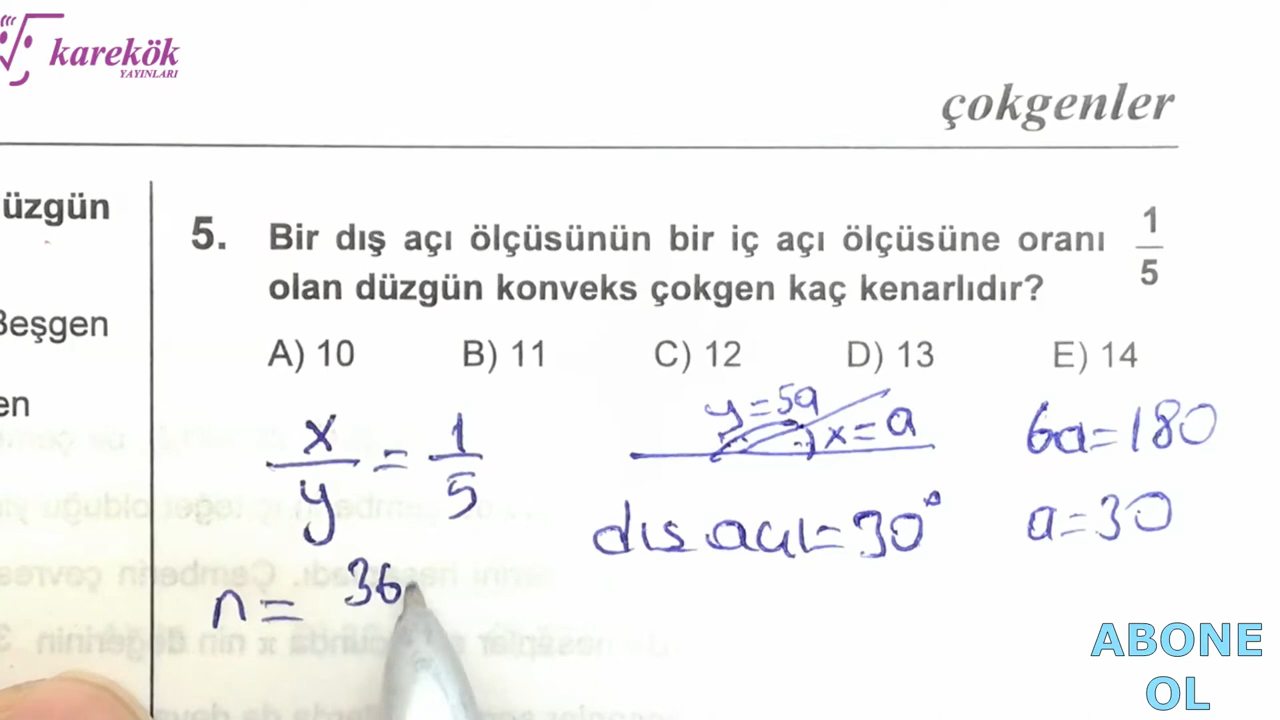 karekök
YAYINLARI
çokgenler
üzgün
Beşgen
en
5. Bir dış açı ölçüsünün bir iç açı ölçüsüne oranı 1/5
olan düzgün konveks çokgen kaç kenarlıdır?
A) 10 B) 11 C) 12 D) 13 E) 14
x/y = 1/5
y = 5a
x = a
6a = 180
dış açı = 30°
a = 30
n = 36
ABONE
OL